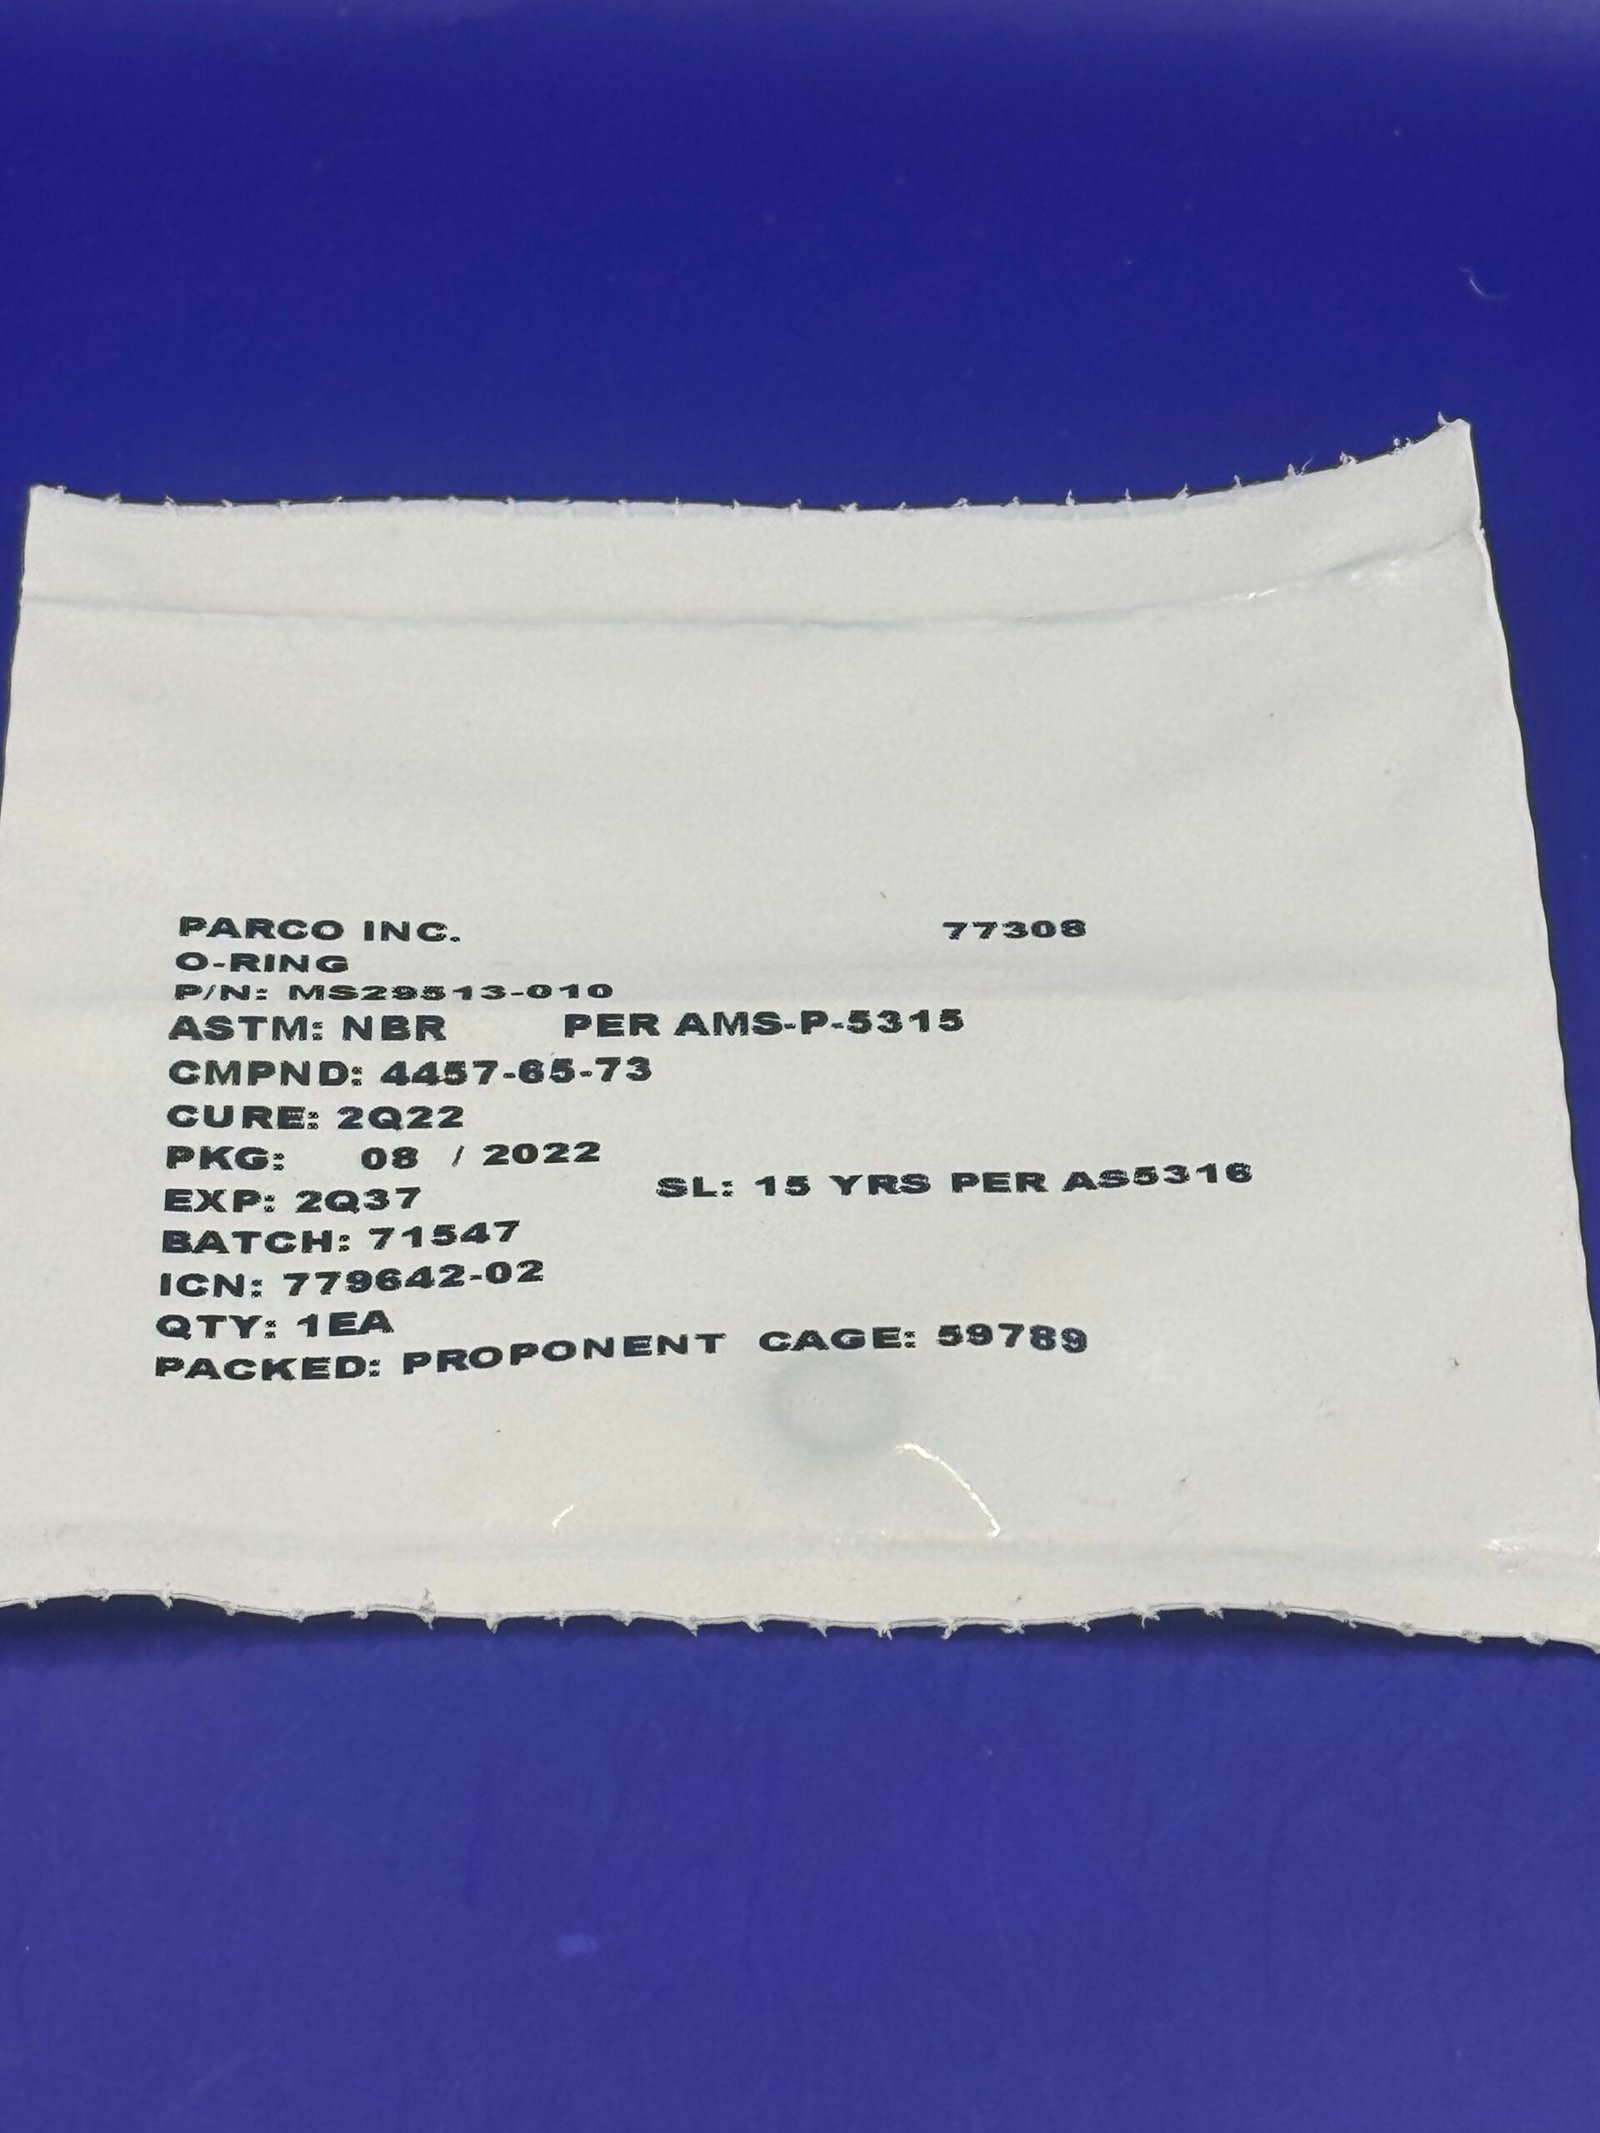 PARCO INC. 77308
O-RING
P/N: MS29513-010
ASTM: NBR PER AMS-P-5315
CMPND: 4457-65-73
CURE: 2Q22
PKG: 08 / 2022
EXP: 2Q37 SL: 15 YRS PER AS5316
BATCH: 71547
ICN: 779642-02
QTY: 1EA
PACKED: PROPONENT CAGE: 59789